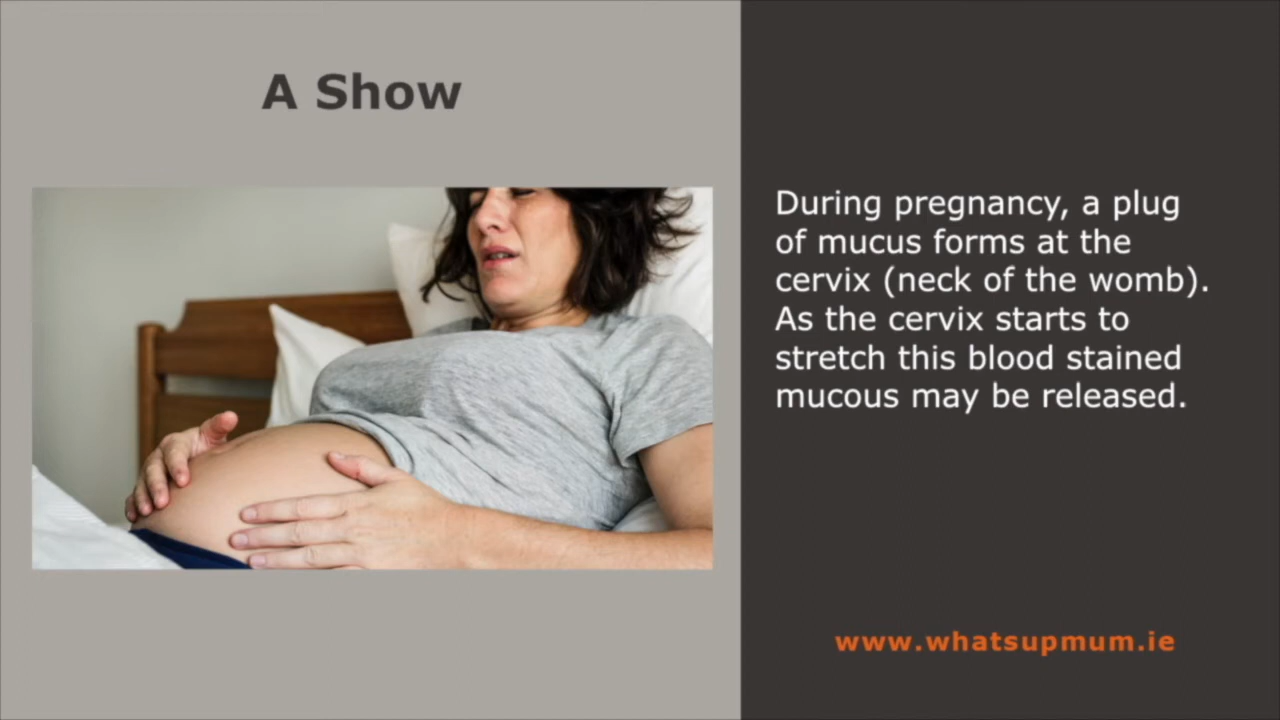 A Show
During pregnancy, a plug
of mucus forms at the
cervix (neck of the womb).
As the cervix starts to
stretch this blood stained
mucous may be released.
www.whatsupmum.ie